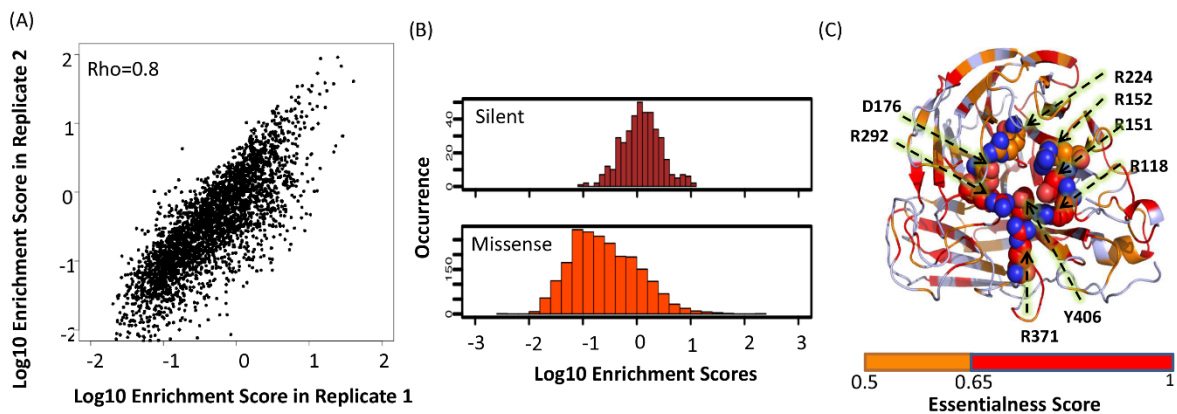 (A)
Log10 Enrichment Score in Replicate 2
2
1
0
-1
-2
Rho=0.8
-2
-1
0
1
2
Log10 Enrichment Score in Replicate 1
(B)
Occurrence
40
20
0
Silent
150
0
Missense
-3
-2
-1
0
1
2
3
Log10 Enrichment Scores
(C)
R224
R152
R151
R118
D176
R292
Y406
R371
0.5
0.65
1
Essentialness Score